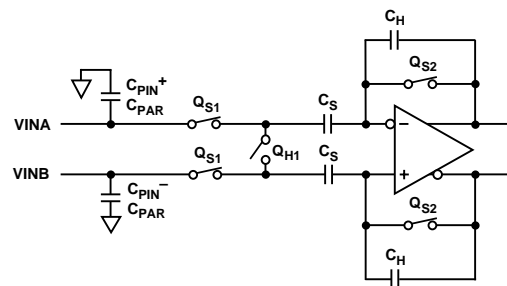 CH
CPIN+
CPAR
QS1
CS
QS2
VINA
−
QH1
QS1
CS
VINB
+
CPIN−
CPAR
QS2
CH